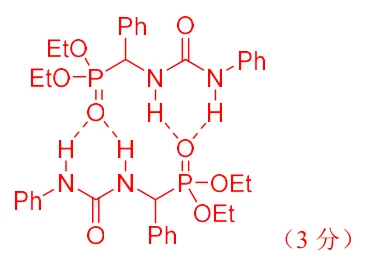 Ph O
EtO
EtO P N N Ph
O H H
H H O
Ph N N P OEt
O Ph OEt
（3 分）